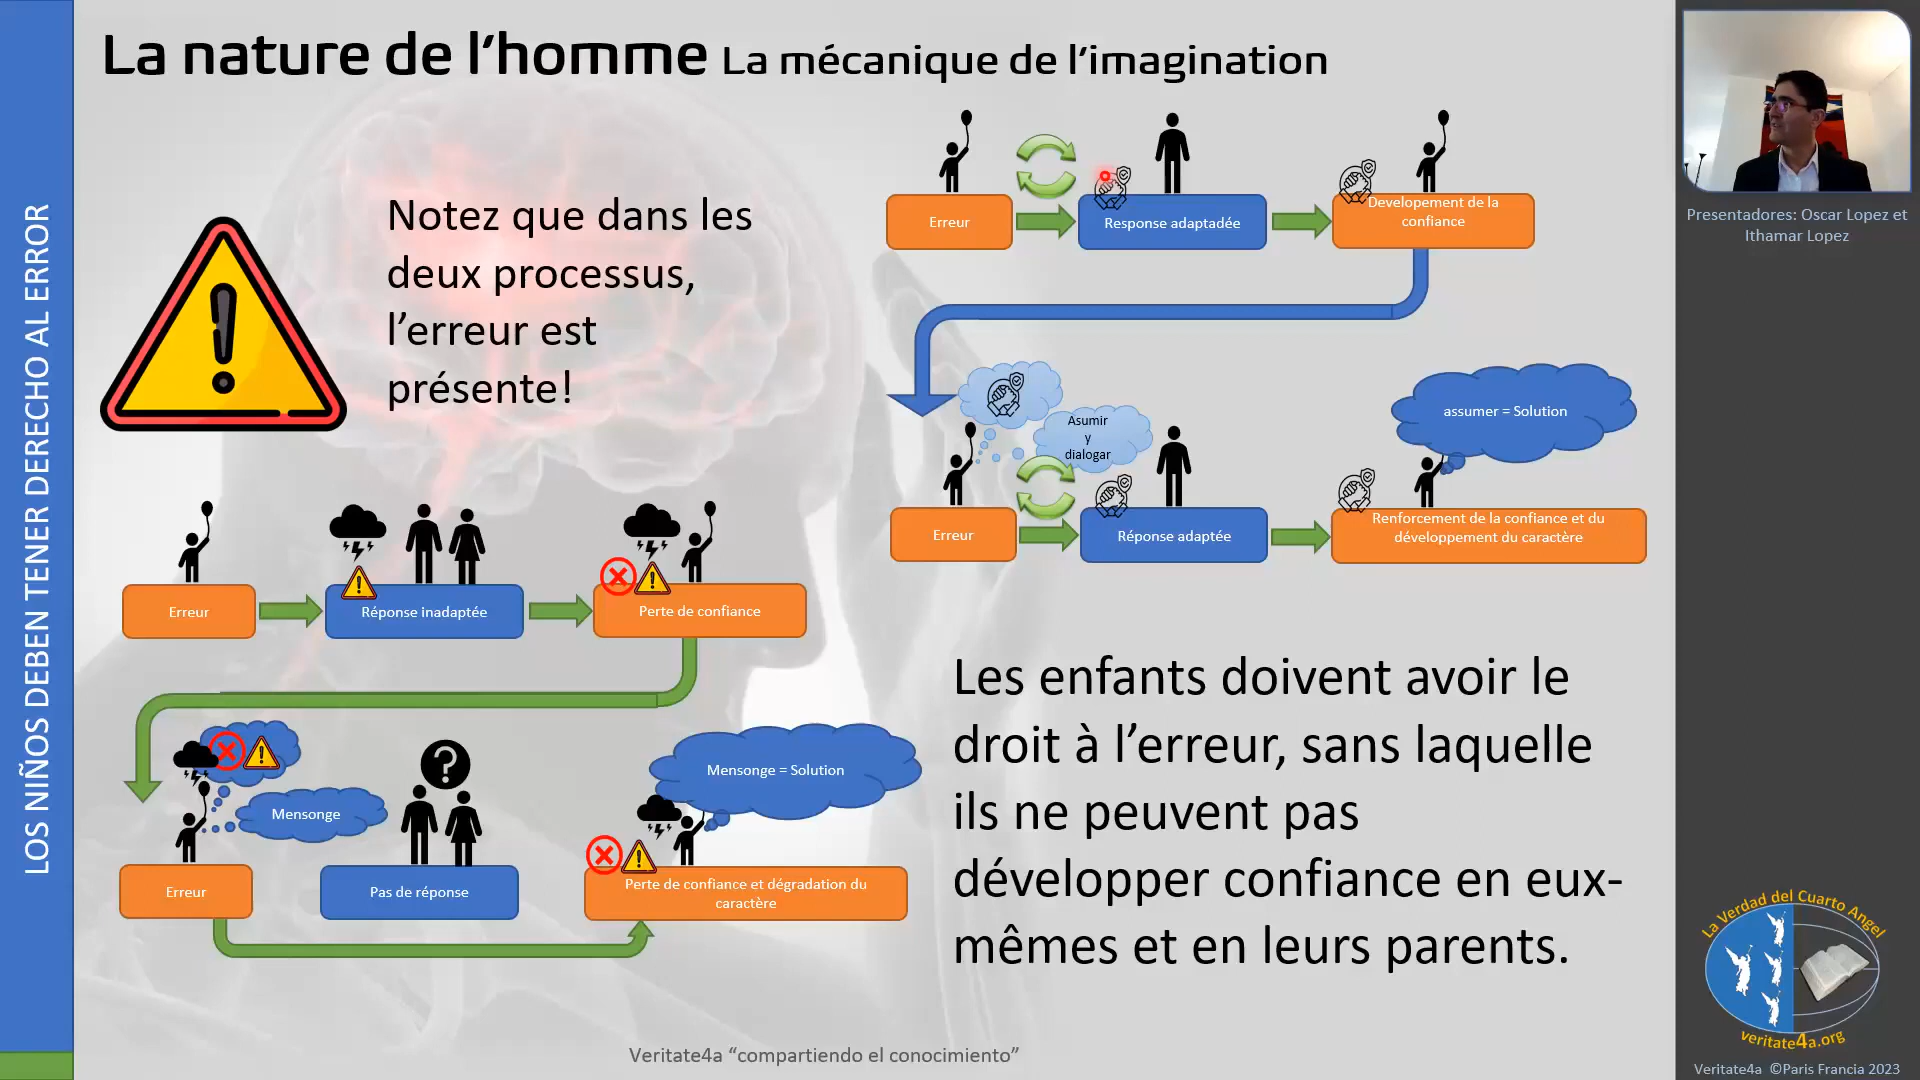 La nature de l’homme La mécanique de l’imagination
LOS NIÑOS DEBEN TENER DERECHO AL ERROR
Notez que dans les
deux processus,
l’erreur est
présente!
Erreur
Response adaptadée
Developement de la
confiance
Asumir
y
dialogar
assumer = Solution
Erreur
Réponse adaptée
Renforcement de la confiance et du
développement du caractère
Erreur
Réponse inadaptée
Perte de confiance
Mensonge
?
Mensonge = Solution
Erreur
Pas de réponse
Perte de confiance et dégradation du
caractère
Les enfants doivent avoir le
droit à l’erreur, sans laquelle
ils ne peuvent pas
développer confiance en eux-
mêmes et en leurs parents.
Veritate4a “compartiendo el conocimiento”
Presentadores: Oscar Lopez et
Ithamar Lopez
La Verdad del Cuarto Angel
veritate4a.org
Veritate4a ©Paris Francia 2023